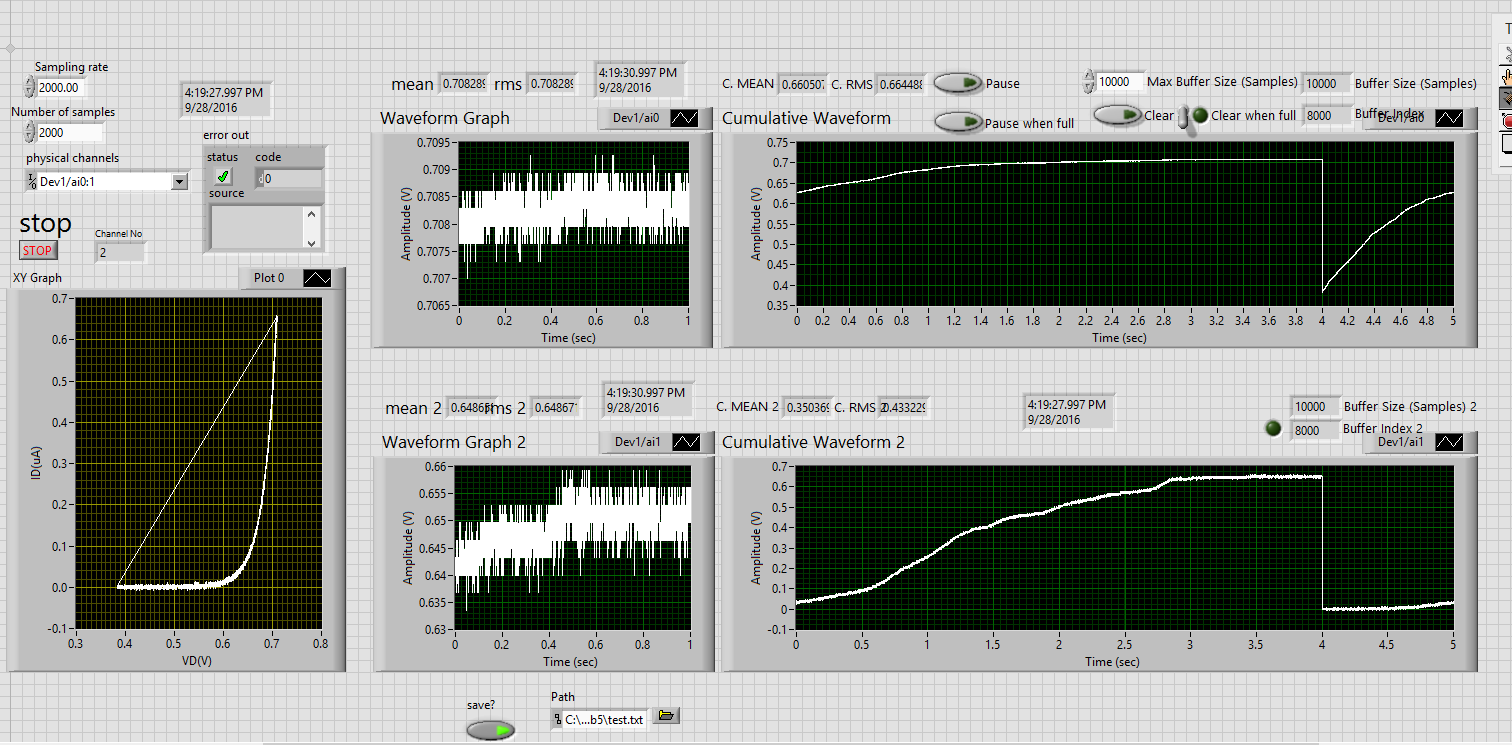 Sampling rate
2000.00
Number of samples
2000
physical channels
Dev1/ai0:1
stop
STOP
Channel No
2
4:19:27.997 PM
9/28/2016
error out
status code
0
source
mean 0.708289 rms 0.708289
4:19:30.997 PM
9/28/2016
Waveform Graph
Dev1/ai0
Amplitude (V)
0.7095
0.709
0.7085
0.708
0.7075
0.707
0.7065
0 0.2 0.4 0.6 0.8 1
Time (sec)
C. MEAN 0.660507 C. RMS 0.664488
Pause
10000 Max Buffer Size (Samples) 10000 Buffer Size (Samples)
Pause when full
Clear Clear when full 8000 Buffer Index
Cumulative Waveform
Dev1/ai0
Amplitude (V)
0.75
0.7
0.65
0.6
0.55
0.5
0.45
0.4
0.35
0 0.2 0.4 0.6 0.8 1 1.2 1.4 1.6 1.8 2 2.2 2.4 2.6 2.8 3 3.2 3.4 3.6 3.8 4 4.2 4.4 4.6 4.8 5
Time (sec)
XY Graph
Plot 0
ID(uA)
0.7
0.6
0.5
0.4
0.3
0.2
0.1
0.0
-0.1
0.3 0.4 0.5 0.6 0.7 0.8
VD(V)
mean 2 rms 2 0.64867
4:19:30.997 PM
9/28/2016
Waveform Graph 2
Dev1/ai1
Amplitude (V)
0.66
0.655
0.65
0.645
0.64
0.635
0.63
0 0.2 0.4 0.6 0.8 1
Time (sec)
C. MEAN 2 0.350369 C. RMS 2 0.433229
4:19:27.997 PM
9/28/2016
10000 Buffer Size (Samples) 2
8000 Buffer Index 2
Cumulative Waveform 2
Dev1/ai1
Amplitude (V)
0.7
0.6
0.5
0.4
0.3
0.2
0.1
0
-0.1
0 0.5 1 1.5 2 2.5 3 3.5 4 4.5 5
Time (sec)
save?
Path
C:\...b5\test.txt